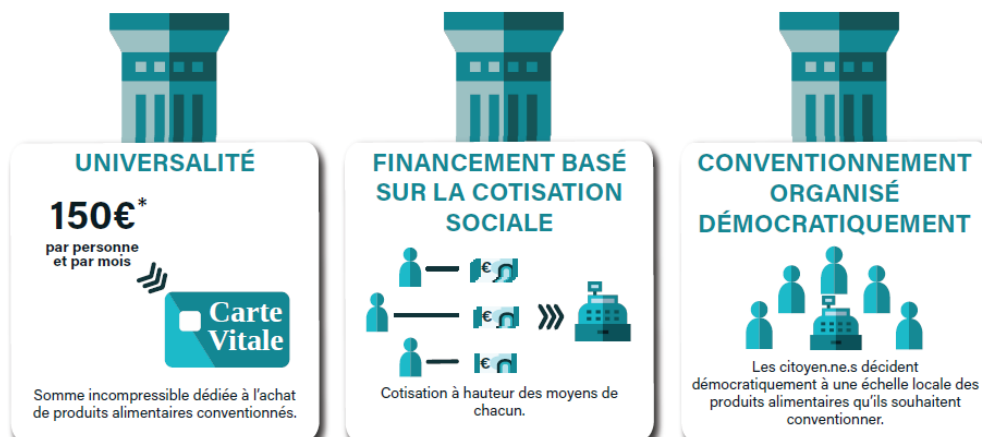 UNIVERSALITÉ
150€*
par personne
et par mois
Carte
Vitale
Somme incompressible dédiée à l'achat
de produits alimentaires conventionnés.
FINANCEMENT BASÉ
SUR LA COTISATION
SOCIALE
€
€
€
Cotisation à hauteur des moyens de
chacun.
CONVENTIONNEMENT
ORGANISÉ
DÉMOCRATIQUEMENT
Les citoyen.ne.s décident
démocratiquement à une échelle locale des
produits alimentaires qu'ils souhaitent
conventionner.